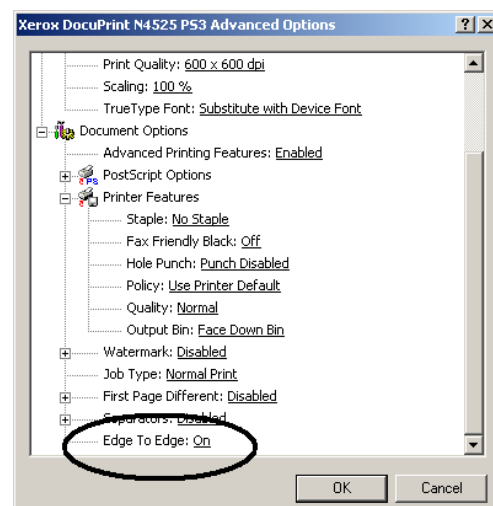 Xerox DocuPrint N4525 PS3 Advanced Options
Print Quality: 600 x 600 dpi
Scaling: 100 %
TrueType Font: Substitute with Device Font
Document Options
Advanced Printing Features: Enabled
PS PostScript Options
Printer Features
Staple: No Staple
Fax Friendly Black: Off
Hole Punch: Punch Disabled
Policy: Use Printer Default
Quality: Normal
Output Bin: Face Down Bin
Watermark: Disabled
Job Type: Normal Print
First Page Different: Disabled
Separators: Disabled
Edge To Edge: On
OK Cancel